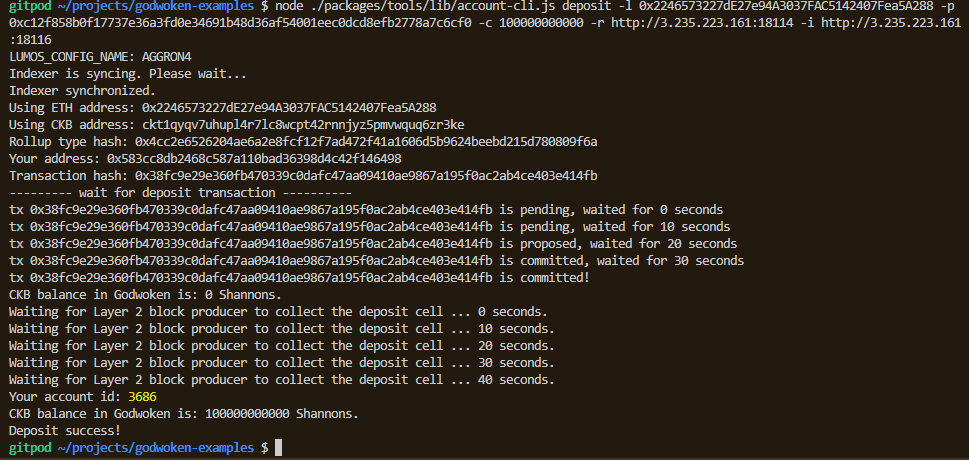 gitpod ~/projects/godwoken-examples $ node ./packages/tools/lib/account-cli.js deposit -l 0x2246573227dE27e94A3037FAC5142407Fea5A288 -p
0xc12f858b0f17737e36a3fd0e34691b48d36af54001eec0dcd8efb2778a7c6cf0 -c 100000000000 -r http://3.235.223.161:18114 -i http://3.235.223.161
:18116
LUMOS_CONFIG_NAME: AGGRON4
Indexer is syncing. Please wait...
Indexer synchronized.
Using ETH address: 0x2246573227dE27e94A3037FAC5142407Fea5A288
Using CKB address: ckt1qyqv7uhupl4r7lc8wcpt42rnnjyz5pmvwquq6zr3ke
Rollup type hash: 0x4cc2e6526204ae6a2e8fcf12f7ad472f41a1606d5b9624beebd215d780809f6a
Your address: 0x583cc8db2468c587a110bad36398d4c42f146498
Transaction hash: 0x38fc9e29e360fb470339c0dafc47aa09410ae9867a195f0ac2ab4ce403e414fb
--------- wait for deposit transaction ----------
tx 0x38fc9e29e360fb470339c0dafc47aa09410ae9867a195f0ac2ab4ce403e414fb is pending, waited for 0 seconds
tx 0x38fc9e29e360fb470339c0dafc47aa09410ae9867a195f0ac2ab4ce403e414fb is pending, waited for 10 seconds
tx 0x38fc9e29e360fb470339c0dafc47aa09410ae9867a195f0ac2ab4ce403e414fb is proposed, waited for 20 seconds
tx 0x38fc9e29e360fb470339c0dafc47aa09410ae9867a195f0ac2ab4ce403e414fb is committed, waited for 30 seconds
tx 0x38fc9e29e360fb470339c0dafc47aa09410ae9867a195f0ac2ab4ce403e414fb is committed!
CKB balance in Godwoken is: 0 Shannons.
Waiting for Layer 2 block producer to collect the deposit cell ... 0 seconds.
Waiting for Layer 2 block producer to collect the deposit cell ... 10 seconds.
Waiting for Layer 2 block producer to collect the deposit cell ... 20 seconds.
Waiting for Layer 2 block producer to collect the deposit cell ... 30 seconds.
Waiting for Layer 2 block producer to collect the deposit cell ... 40 seconds.
Your account id: 3686
CKB balance in Godwoken is: 100000000000 Shannons.
Deposit success!
gitpod ~/projects/godwoken-examples $